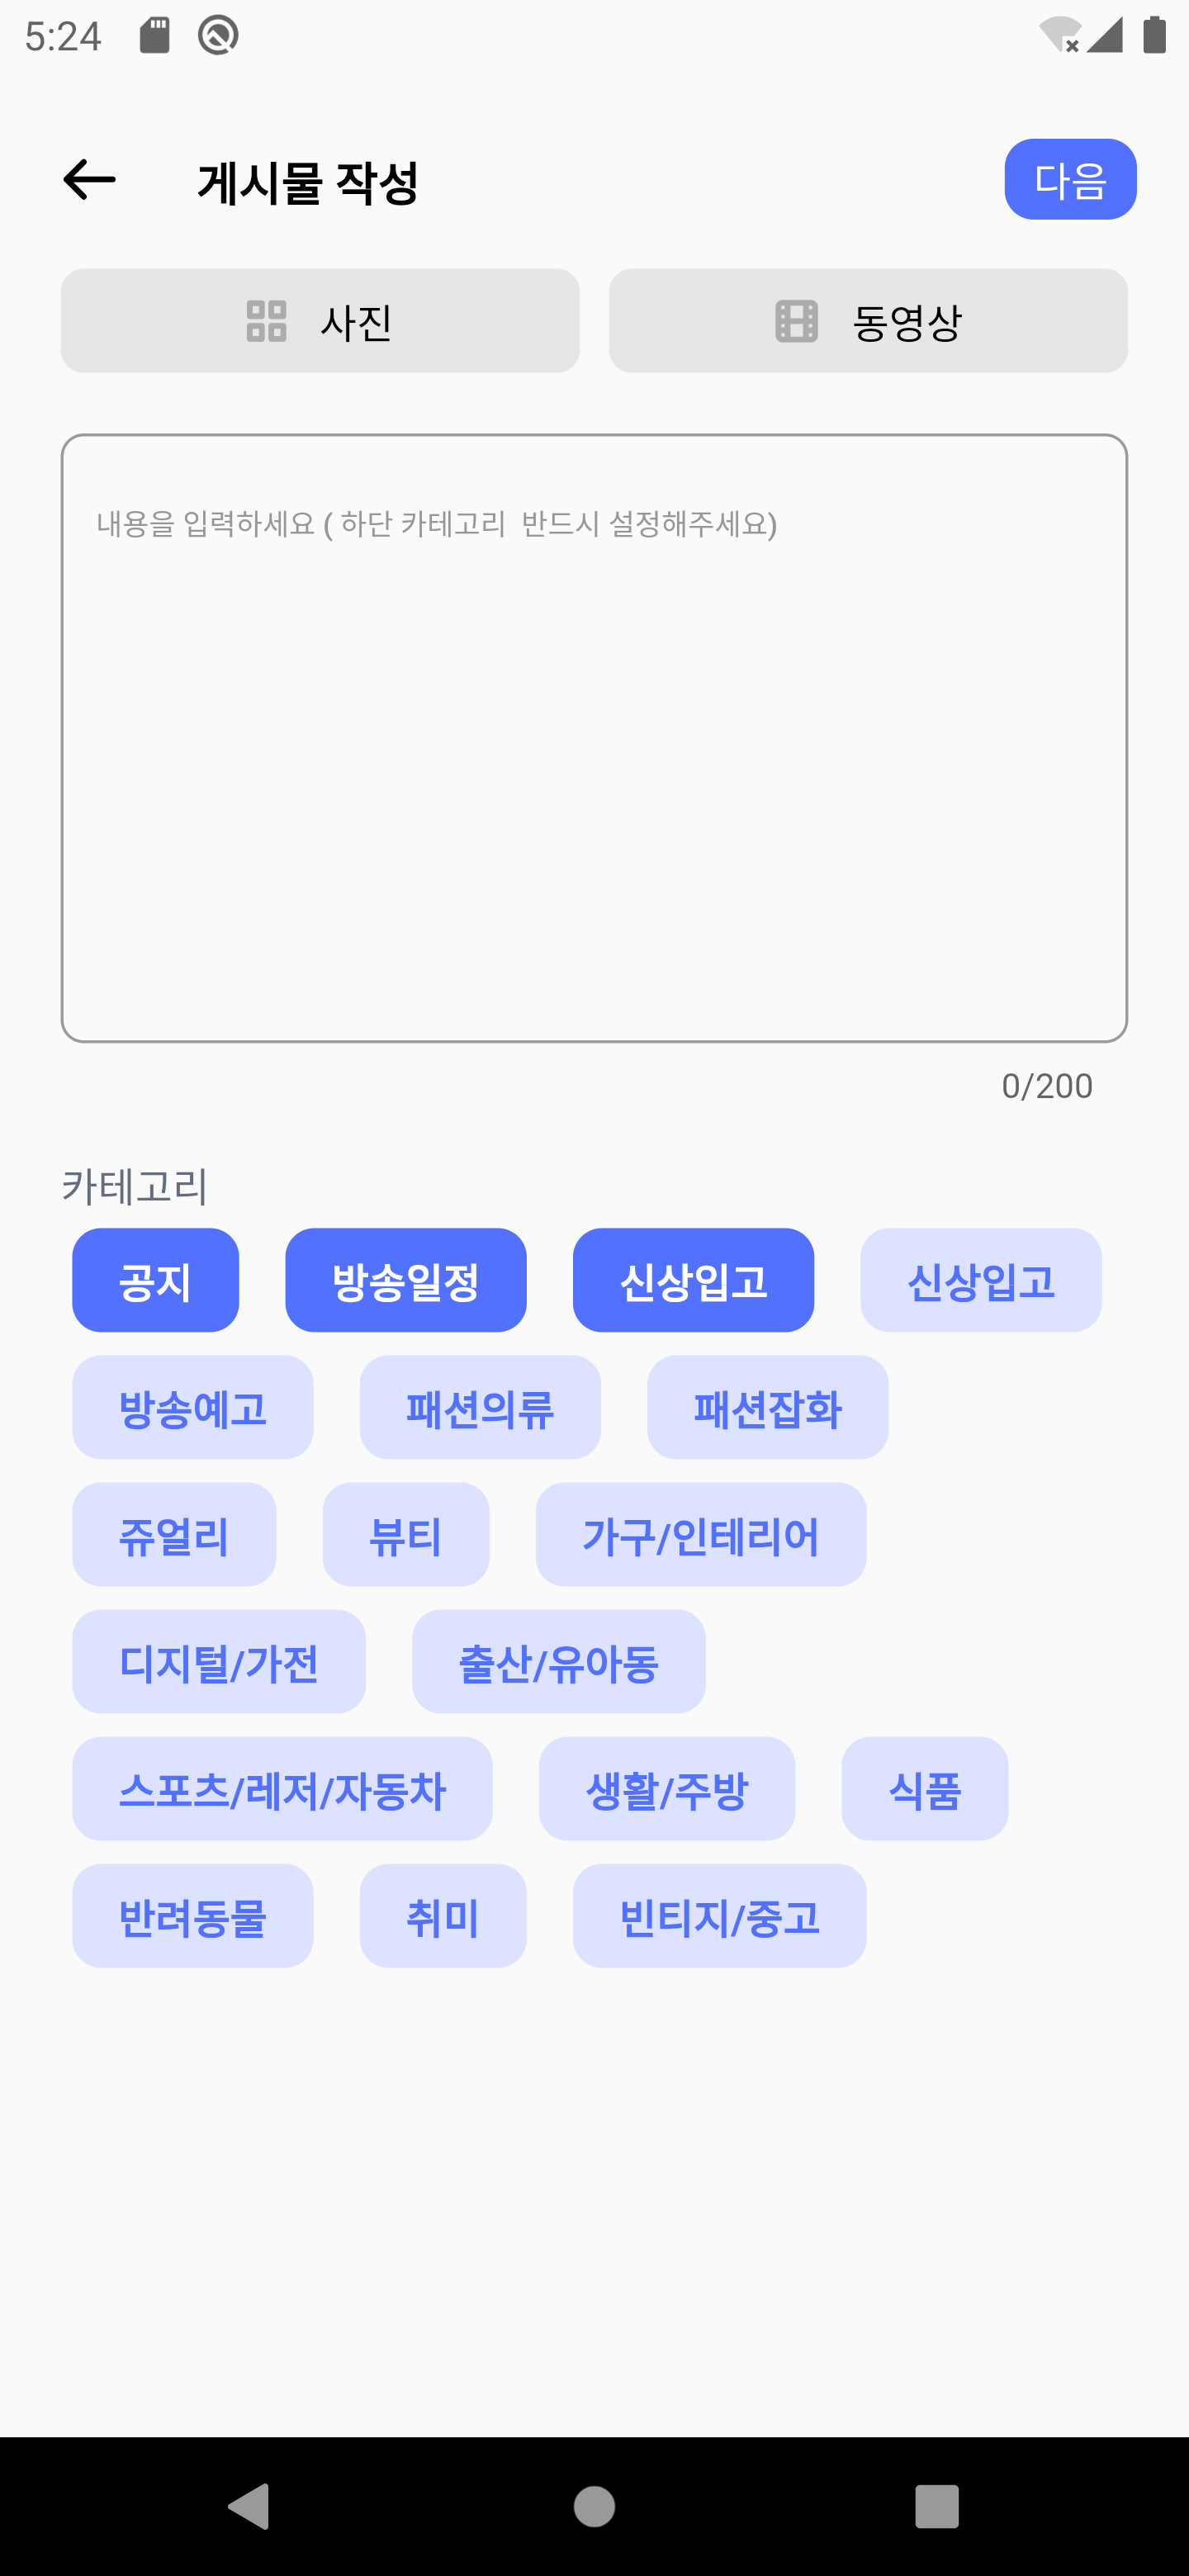 5:24
게시물 작성 다음
사진 동영상
내용을 입력하세요 ( 하단 카테고리  반드시 설정해주세요)
0/200
카테고리
공지 방송일정 신상입고 신상입고
방송예고 패션의류 패션잡화
쥬얼리 뷰티 가구/인테리어
디지털/가전 출산/유아동
스포츠/레저/자동차 생활/주방 식품
반려동물 취미 빈티지/중고